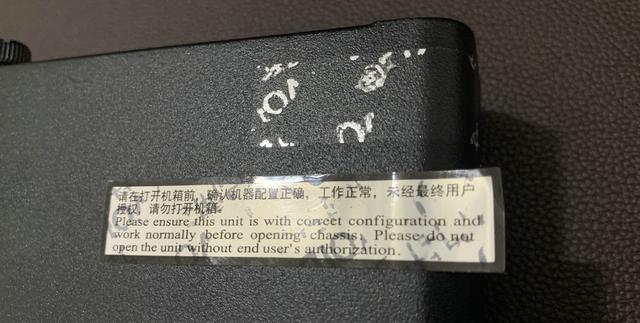 请在打开机箱前，确认机器配置正确，工作正常，未经最终用户
授权，请勿打开机箱。
Please ensure this unit is with correct configuration and
work normally before opening chassis. Please do not
open the unit without end user's authorization.